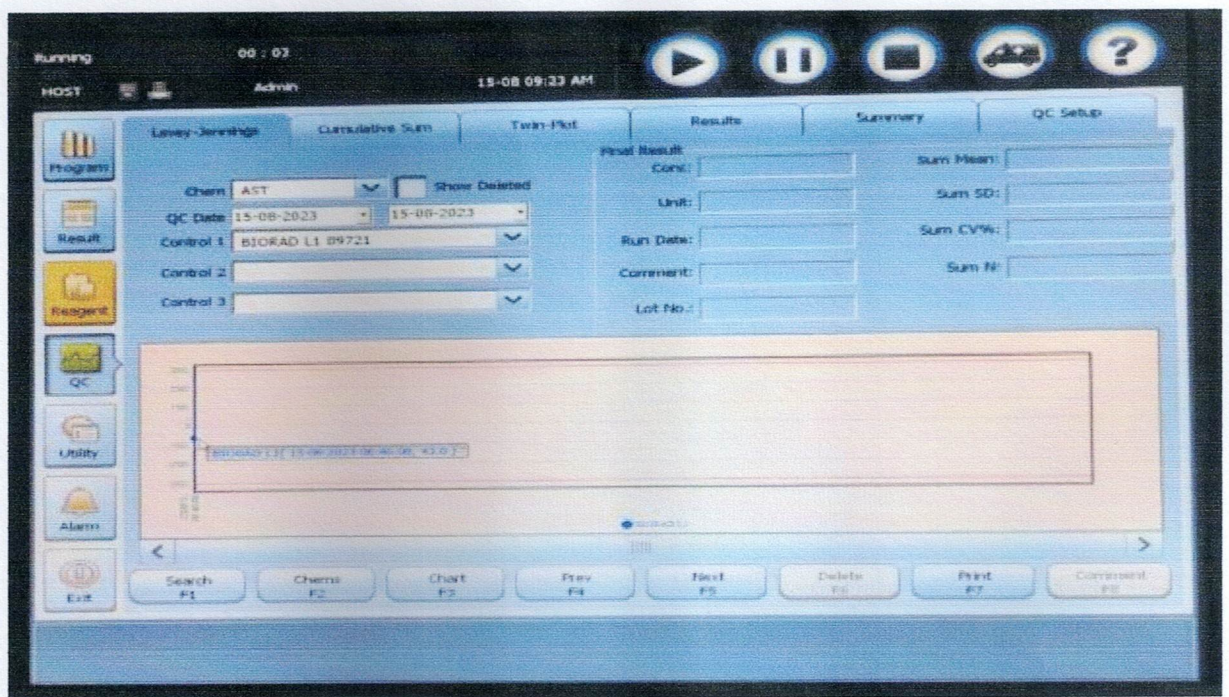 Running 00 : 03
HOST Admin 15-08 09:23 AM
?
Levey-Jennings Cumulative Sum Twin-Plot Results Summary QC Setup
Programs
Result
Reagent
QC
Utility
Alarm
Exit
Chem AST Show Deleted
QC Date 15-08-2023 15-08-2023
Control 1 BIORAD L1 89721
Control 2
Control 3
Final Result
Conc:
Unit:
Run Date:
Comment:
Lot No.:
Sum Mean:
Sum SD:
Sum CV%:
Sum N:
Search F1
Chems F2
Chart F3
Prev F4
Next F5
Delete F6
Print F7
Comment F8